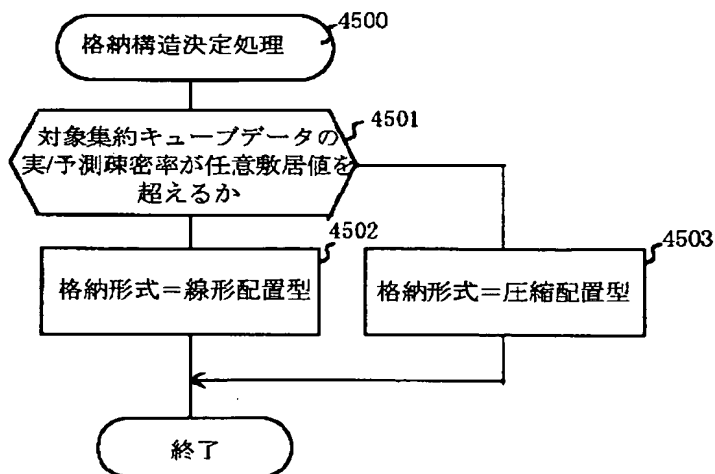 格納構造決定処理
4500
対象集約キューブデータの
実/予測疎密率が任意敷居値を
超えるか
4501
格納形式＝線形配置型
4502
格納形式＝圧縮配置型
4503
終了